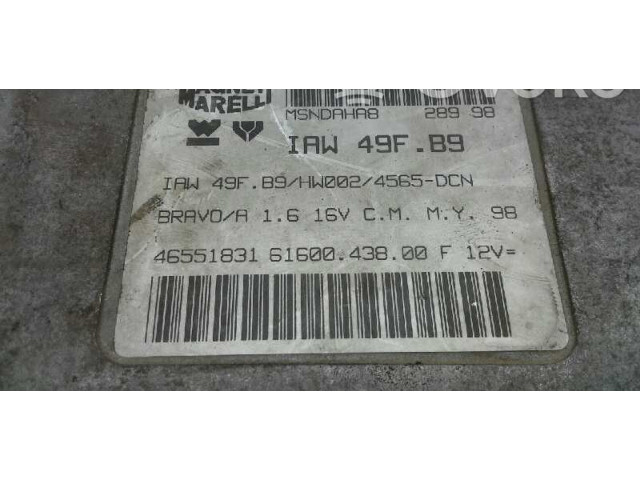 MAGNETI
MARELLI
MSNDAHA8 289 98
IAW 49F.B9
IAW 49F.B9/HW002/4565-DCN
BRAVO/A 1.6 16V C.M. M.Y. 98
46551831 61600.438.00 F 12V=